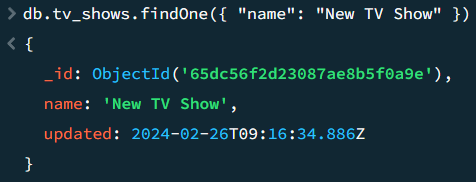 > db.tv_shows.findOne({ "name": "New TV Show" })
< {
_id: ObjectId('65dc56f2d23087ae8b5f0a9e'),
name: 'New TV Show',
updated: 2024-02-26T09:16:34.886Z
}